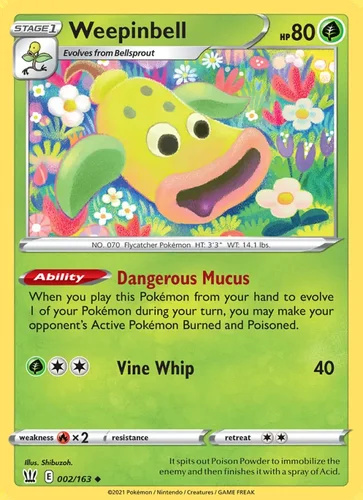 STAGE 1
Weepinbell
HP 80
Evolves from Bellsprout
NO. 070 Flycatcher Pokémon HT: 3'3" WT: 14.1 lbs.
Ability Dangerous Mucus
When you play this Pokémon from your hand to evolve
1 of your Pokémon during your turn, you may make your
opponent's Active Pokémon Burned and Poisoned.
Vine Whip 40
weakness ×2 resistance retreat
Illus. Shibuzoh.
E 002/163
It spits out Poison Powder to immobilize the
enemy and then finishes it with a spray of Acid.
©2021 Pokémon / Nintendo / Creatures / GAME FREAK